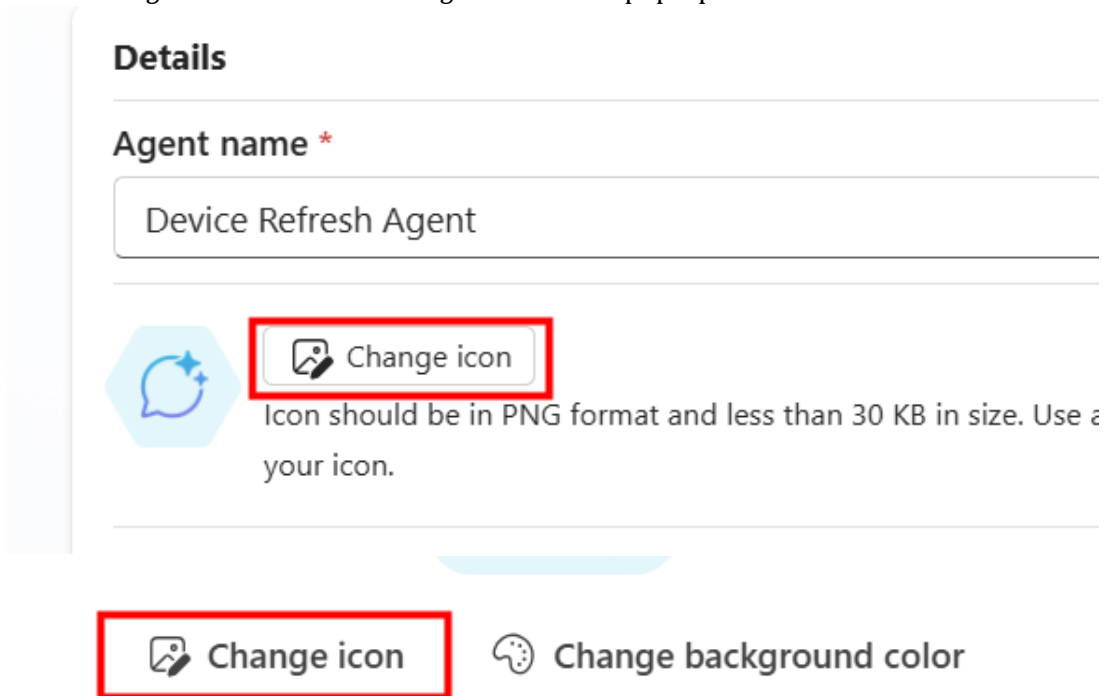 Details
Agent name *
Device Refresh Agent
Change icon
Icon should be in PNG format and less than 30 KB in size. Use a
your icon.
Change icon Change background color